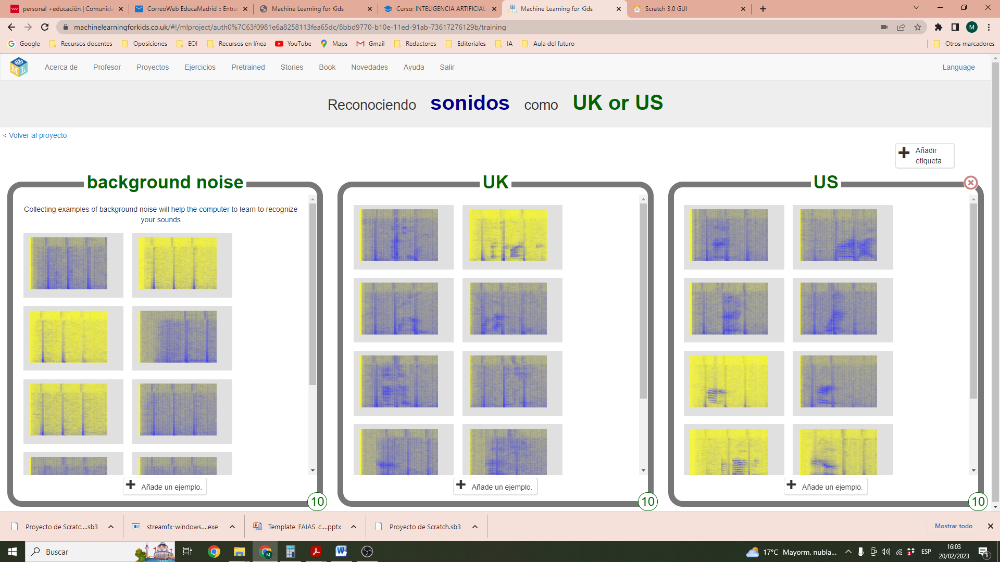 personal +educación | Comunida
CorreoWeb EducaMadrid :: Entra
Machine Learning for Kids
Curso: INTELIGENCIA ARTIFICIAL
Machine Learning for Kids
Scratch 3.0 GUI
machinelearningforkids.co.uk/#!/mlproject/auth0%7C63f0981e6a8258113fea65dc/8bbd9770-b10e-11ed-91ab-73617276129b/training
M
Google
Recursos docentes
Oposiciones
EOI
Recursos en línea
YouTube
Maps
Gmail
Redactores
Editoriales
IA
Aula del futuro
Otros marcadores
ML
Acerca de
Profesor
Proyectos
Ejercicios
Pretrained
Stories
Book
Novedades
Ayuda
Salir
Language
Reconociendo sonidos como UK or US
< Volver al proyecto
Añadir
etiqueta
background noise
UK
US
Collecting examples of background noise will help the computer to learn to recognize
your sounds
Añade un ejemplo.
Añade un ejemplo.
Añade un ejemplo.
10
10
10
Proyecto de Scratc....sb3
streamfx-windows....exe
Template_FAIAS_c....pptx
Proyecto de Scratch.sb3
Mostrar todo
Buscar
17°C Mayorm. nubla...
ESP
16:03
20/02/2023